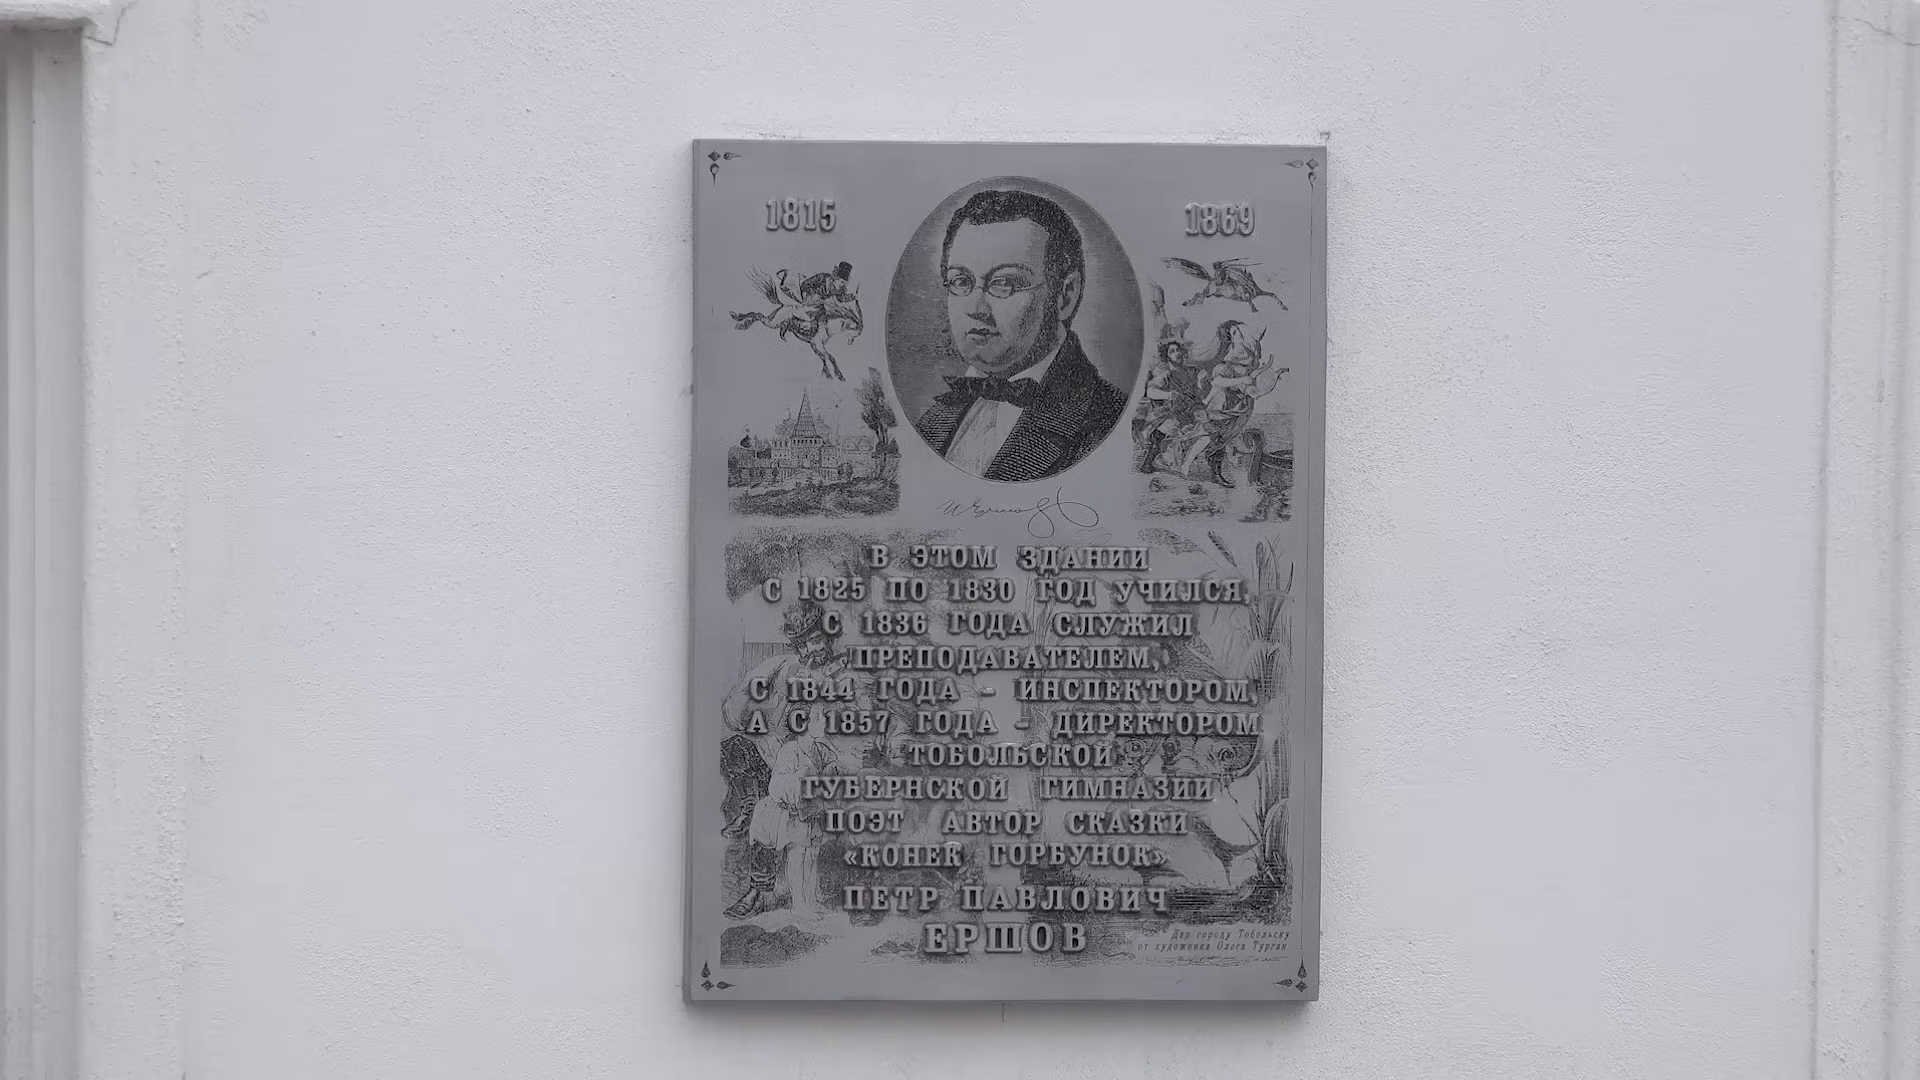 1815
1869
В ЭТОМ ЗДАНИИ
С 1825 ПО 1830 ГОД УЧИЛСЯ,
С 1836 ГОДА СЛУЖИЛ
ПРЕПОДАВАТЕЛЕМ,
С 1844 ГОДА - ИНСПЕКТОРОМ,
А С 1857 ГОДА - ДИРЕКТОРОМ
ТОБОЛЬСКОЙ
ГУБЕРНСКОЙ ГИМНАЗИИ
ПОЭТ АВТОР СКАЗКИ
«КОНЕК ГОРБУНОК»
ПЕТР ПАВЛОВИЧ
ЕРШОВ
Дар городу Тобольску
от художника Олега Турган